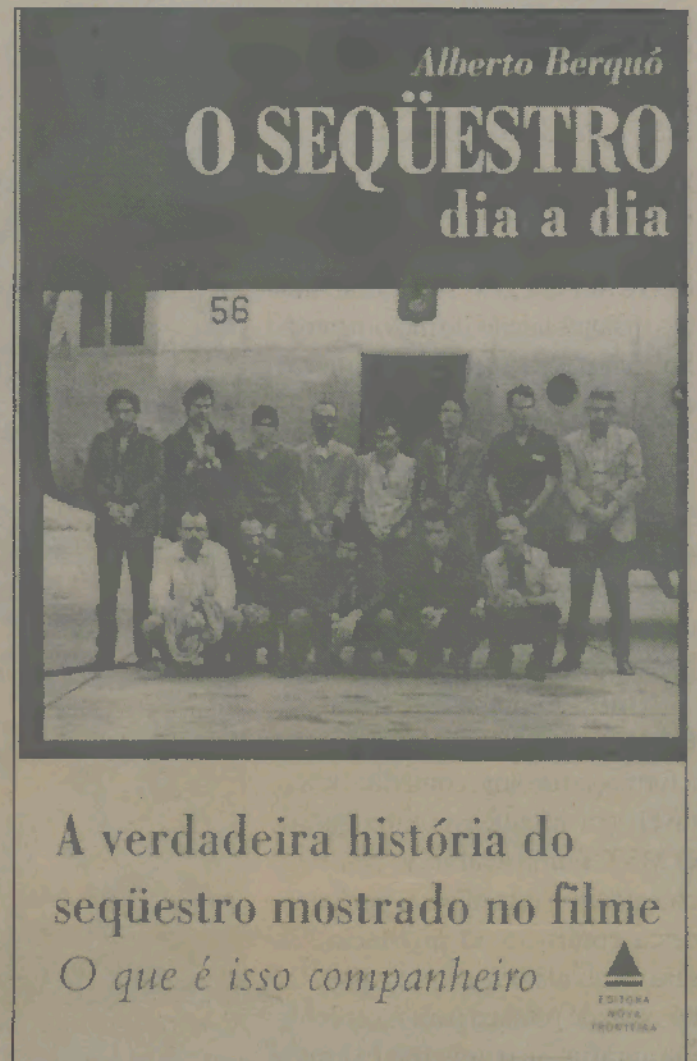 Alberto Berquó
O SEQÜESTRO
dia a dia
56
A verdadeira história do
seqüestro mostrado no filme
O que é isso companheiro
EDITORA
NOVA
FRONTEIRA